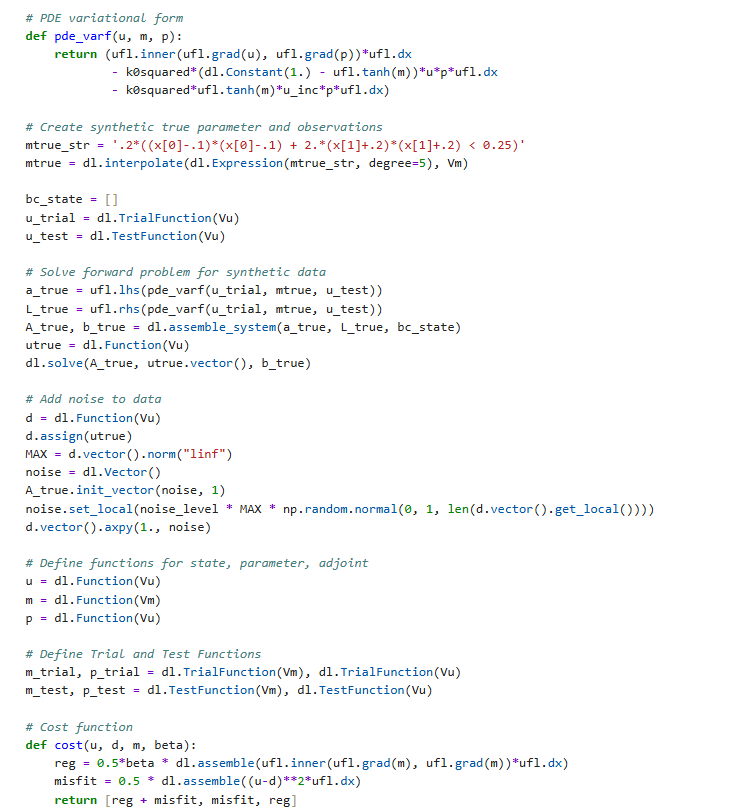 # PDE variational form
def pde_varf(u, m, p):
    return (ufl.inner(ufl.grad(u), ufl.grad(p))*ufl.dx
            - k0squared*(dl.Constant(1.) - ufl.tanh(m))*u*p*ufl.dx
            - k0squared*ufl.tanh(m)*u_inc*p*ufl.dx)

# Create synthetic true parameter and observations
mtrue_str = '.2*((x[0]-.1)*(x[0]-.1) + 2.*(x[1]+.2)*(x[1]+.2) < 0.25)'
mtrue = dl.interpolate(dl.Expression(mtrue_str, degree=5), Vm)

bc_state = []
u_trial = dl.TrialFunction(Vu)
u_test = dl.TestFunction(Vu)

# Solve forward problem for synthetic data
a_true = ufl.lhs(pde_varf(u_trial, mtrue, u_test))
L_true = ufl.rhs(pde_varf(u_trial, mtrue, u_test))
A_true, b_true = dl.assemble_system(a_true, L_true, bc_state)
utrue = dl.Function(Vu)
dl.solve(A_true, utrue.vector(), b_true)

# Add noise to data
d = dl.Function(Vu)
d.assign(utrue)
MAX = d.vector().norm("linf")
noise = dl.Vector()
A_true.init_vector(noise, 1)
noise.set_local(noise_level * MAX * np.random.normal(0, 1, len(d.vector().get_local())))
d.vector().axpy(1., noise)

# Define functions for state, parameter, adjoint
u = dl.Function(Vu)
m = dl.Function(Vm)
p = dl.Function(Vu)

# Define Trial and Test Functions
m_trial, p_trial = dl.TrialFunction(Vm), dl.TrialFunction(Vu)
m_test, p_test = dl.TestFunction(Vm), dl.TestFunction(Vu)

# Cost function
def cost(u, d, m, beta):
    reg = 0.5*beta * dl.assemble(ufl.inner(ufl.grad(m), ufl.grad(m))*ufl.dx)
    misfit = 0.5 * dl.assemble((u-d)**2*ufl.dx)
    return [reg + misfit, misfit, reg]